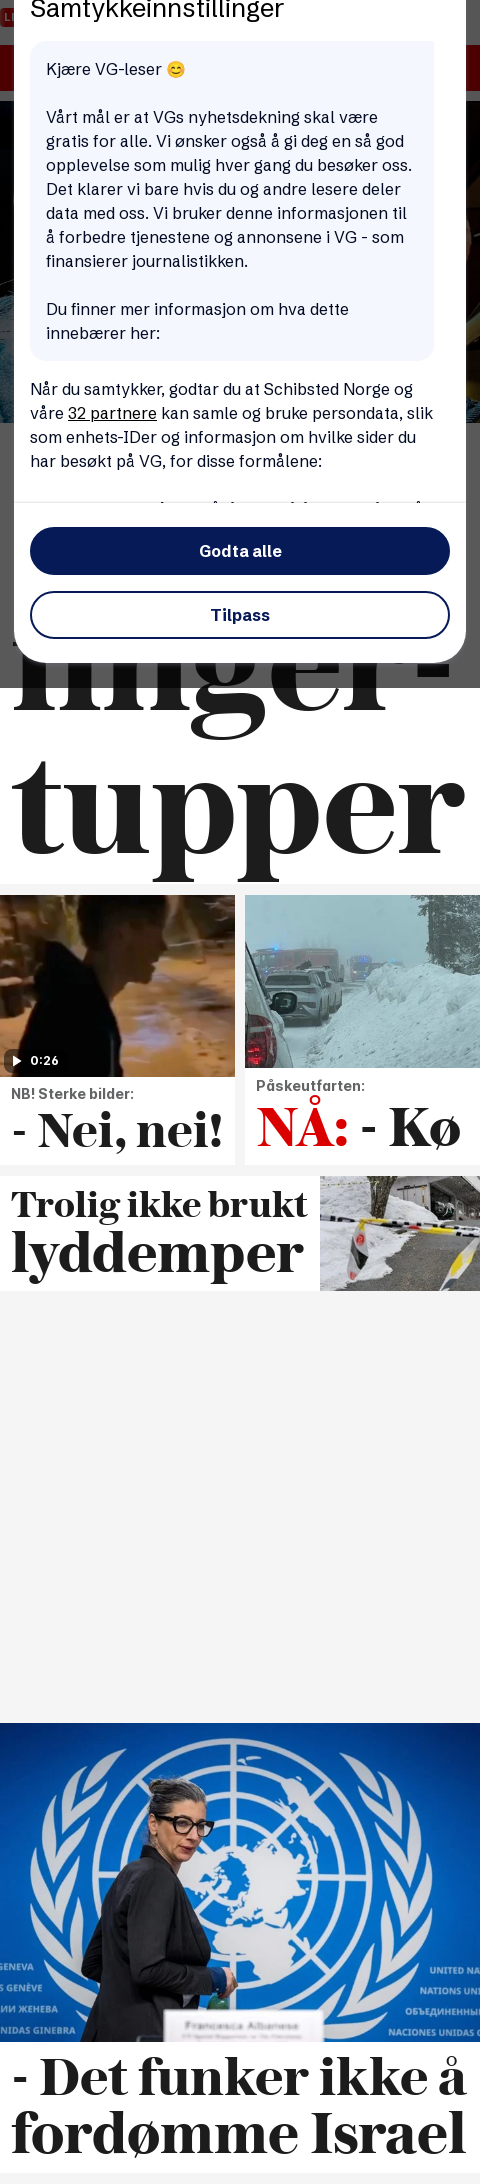 Samtykkeinnstillinger
Kjære VG-leser 😊
Vårt mål er at VGs nyhetsdekning skal være
gratis for alle. Vi ønsker også å gi deg en så god
opplevelse som mulig hver gang du besøker oss.
Det klarer vi bare hvis du og andre lesere deler
data med oss. Vi bruker denne informasjonen til
å forbedre tjenestene og annonsene i VG - som
finansierer journalistikken.
Du finner mer informasjon om hva dette
innebærer her:
Når du samtykker, godtar du at Schibsted Norge og
våre 32 partnere kan samle og bruke persondata, slik
som enhets-IDer og informasjon om hvilke sider du
har besøkt på VG, for disse formålene:
Godta alle
Tilpass
finger-
tupper
0:26
NB! Sterke bilder:
- Nei, nei!
Påskeutfarten:
NÅ: - Kø
Trolig ikke brukt
lyddemper
GENEVA
S GENÈVE
ИИ ЖЕНЕВА
NIDAS GINEBRA
UNITED NA
NATIONS UNI
ОБЪЕДИНЕННЫ
NACIONES UNIDAS G
Francesca Albanese
- Det funker ikke å
fordømme Israel